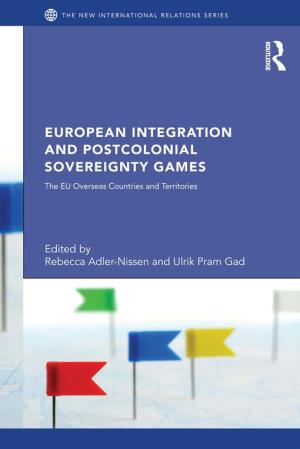 THE NEW INTERNATIONAL RELATIONS SERIES
ROUTLEDGE
EUROPEAN INTEGRATION
AND POSTCOLONIAL
SOVEREIGNTY GAMES
The EU Overseas Countries and Territories
Edited by
Rebecca Adler-Nissen and Ulrik Pram Gad